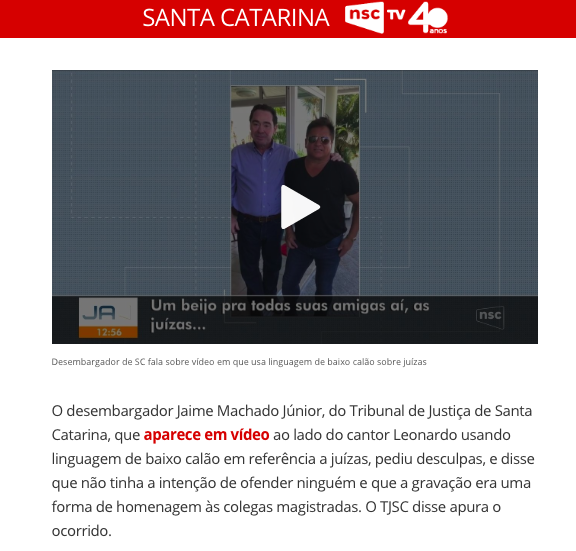 SANTA CATARINA nsc TV 40 anos
Um beijo pra todas suas amigas aí, as
juízas...
JA
12:56
nsc
Desembargador de SC fala sobre vídeo em que usa linguagem de baixo calão sobre juízas
O desembargador Jaime Machado Júnior, do Tribunal de Justiça de Santa
Catarina, que aparece em vídeo ao lado do cantor Leonardo usando
linguagem de baixo calão em referência a juízas, pediu desculpas, e disse
que não tinha a intenção de ofender ninguém e que a gravação era uma
forma de homenagem às colegas magistradas. O TJSC disse apura o
ocorrido.